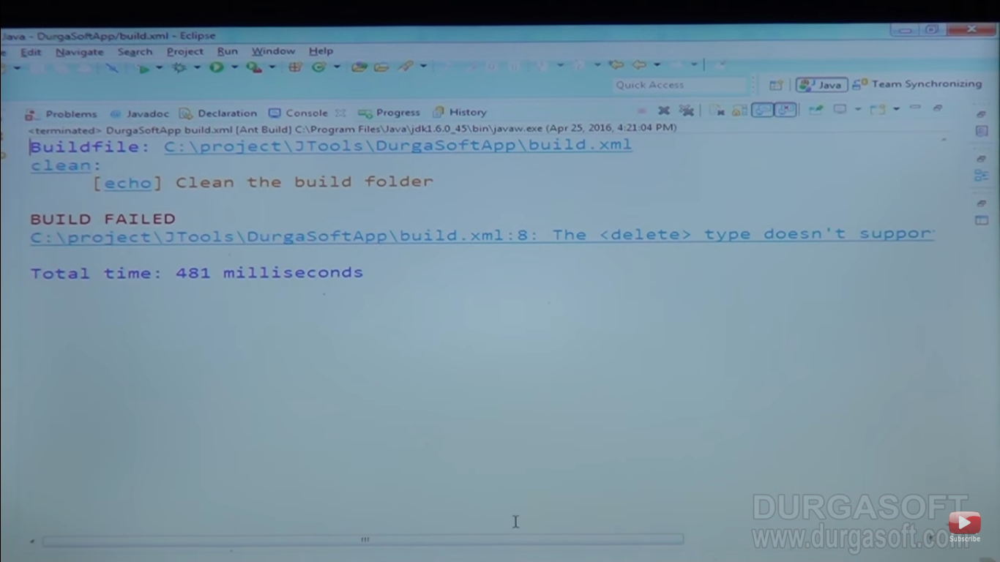 Java - DurgaSoftApp/build.xml - Eclipse
Edit Navigate Search Project Run Window Help
Quick Access Java Team Synchronizing
Problems Javadoc Declaration Console Progress History
<terminated> DurgaSoftApp build.xml [Ant Build] C:\Program Files\Java\jdk1.6.0_45\bin\javaw.exe (Apr 25, 2016, 4:21:04 PM)
Buildfile: C:\project\JTools\DurgaSoftApp\build.xml
clean:
[echo] Clean the build folder
BUILD FAILED
C:\project\JTools\DurgaSoftApp\build.xml:8: The <delete> type doesn't suppor
Total time: 481 milliseconds
DURGASOFT
www.durgasoft.com
Subscribe